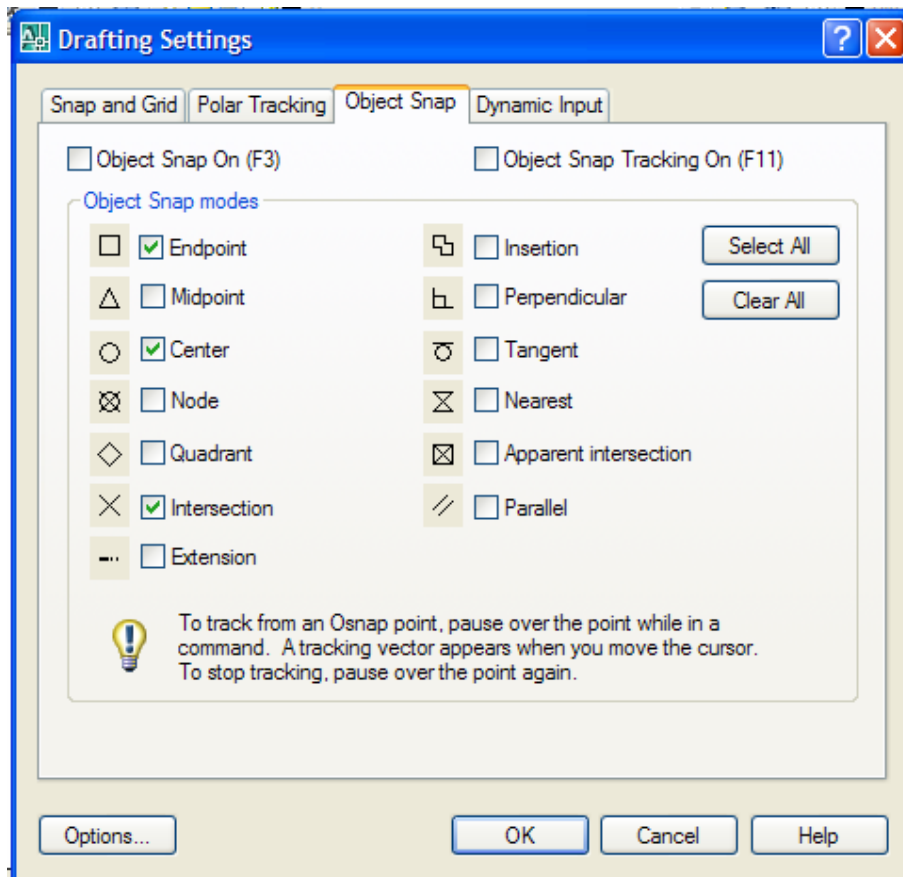 Drafting Settings
Snap and Grid
Polar Tracking
Object Snap
Dynamic Input
Object Snap On (F3)
Object Snap Tracking On (F11)
Object Snap modes
Endpoint
Insertion
Select All
Midpoint
Perpendicular
Clear All
Center
Tangent
Node
Nearest
Quadrant
Apparent intersection
Intersection
Parallel
Extension
To track from an Osnap point, pause over the point while in a
command. A tracking vector appears when you move the cursor.
To stop tracking, pause over the point again.
Options...
OK
Cancel
Help